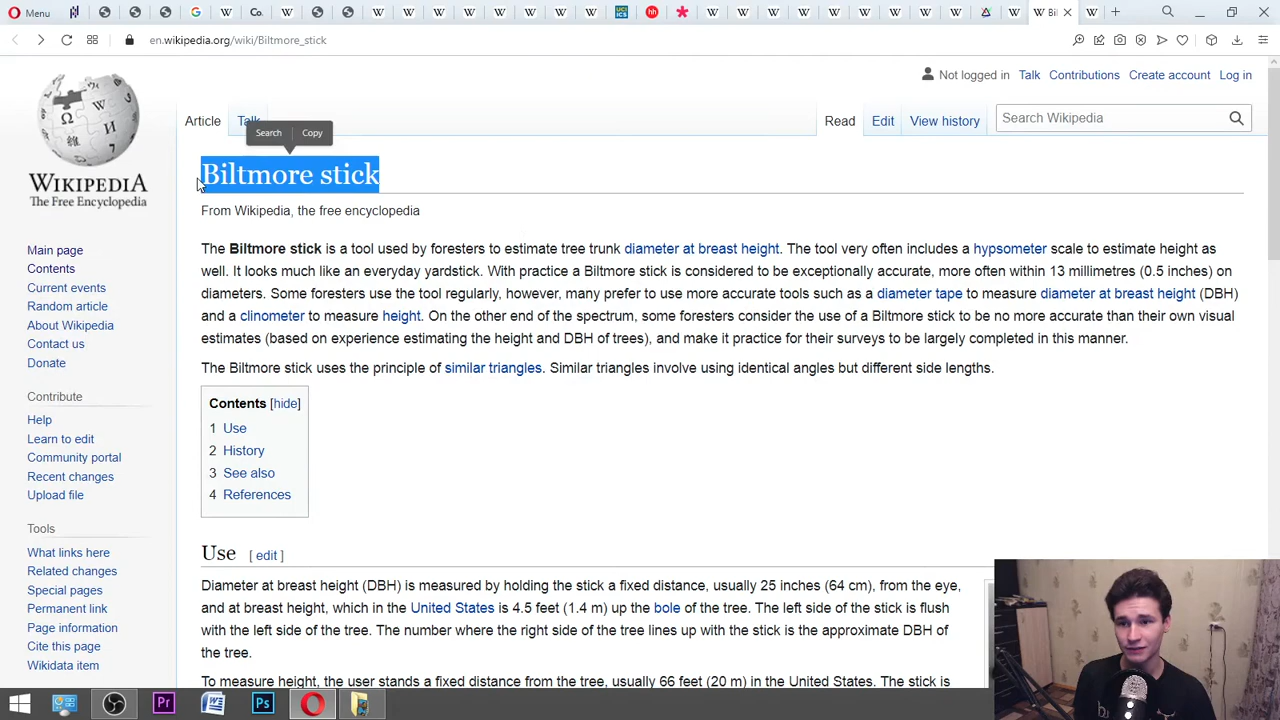 Menu
Co.
UCI
ICS
hh
Bi
en.wikipedia.org/wiki/Biltmore_stick
Not logged in Talk Contributions Create account Log in
WIKIPEDIA
The Free Encyclopedia
Article Talk
Read Edit View history
Search Wikipedia
Search Copy
Biltmore stick
From Wikipedia, the free encyclopedia
The Biltmore stick is a tool used by foresters to estimate tree trunk diameter at breast height. The tool very often includes a hypsometer scale to estimate height as
well. It looks much like an everyday yardstick. With practice a Biltmore stick is considered to be exceptionally accurate, more often within 13 millimetres (0.5 inches) on
diameters. Some foresters use the tool regularly, however, many prefer to use more accurate tools such as a diameter tape to measure diameter at breast height (DBH)
and a clinometer to measure height. On the other end of the spectrum, some foresters consider the use of a Biltmore stick to be no more accurate than their own visual
estimates (based on experience estimating the height and DBH of trees), and make it practice for their surveys to be largely completed in this manner.
The Biltmore stick uses the principle of similar triangles. Similar triangles involve using identical angles but different side lengths.
Contents [hide]
1 Use
2 History
3 See also
4 References
Use [ edit ]
Diameter at breast height (DBH) is measured by holding the stick a fixed distance, usually 25 inches (64 cm), from the eye,
and at breast height, which in the United States is 4.5 feet (1.4 m) up the bole of the tree. The left side of the stick is flush
with the left side of the tree. The number where the right side of the tree lines up with the stick is the approximate DBH of
the tree.
To measure height, the user stands a fixed distance from the tree, usually 66 feet (20 m) in the United States. The stick is
Main page
Contents
Current events
Random article
About Wikipedia
Contact us
Donate
Contribute
Help
Learn to edit
Community portal
Recent changes
Upload file
Tools
What links here
Related changes
Special pages
Permanent link
Page information
Cite this page
Wikidata item
Pr
W
Ps